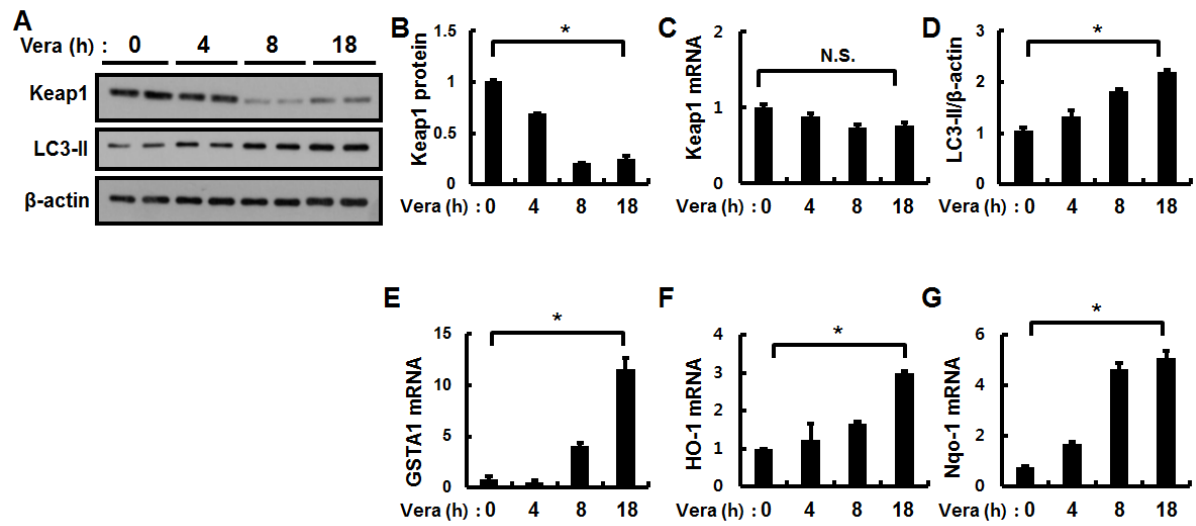 A
Vera (h) : 0 4 8 18
Keap1
LC3-II
β-actin
B
Keap1 protein
1.5
1
0.5
0
*
Vera (h) : 0 4 8 18
C
Keap1 mRNA
2
1
0
N.S.
Vera (h) : 0 4 8 18
D
LC3-II/β-actin
3
2
1
0
*
Vera (h) : 0 4 8 18
E
GSTA1 mRNA
15
10
5
0
*
Vera (h) : 0 4 8 18
F
HO-1 mRNA
4
3
2
1
0
*
Vera (h) : 0 4 8 18
G
Nqo-1 mRNA
6
4
2
0
*
Vera (h) : 0 4 8 18